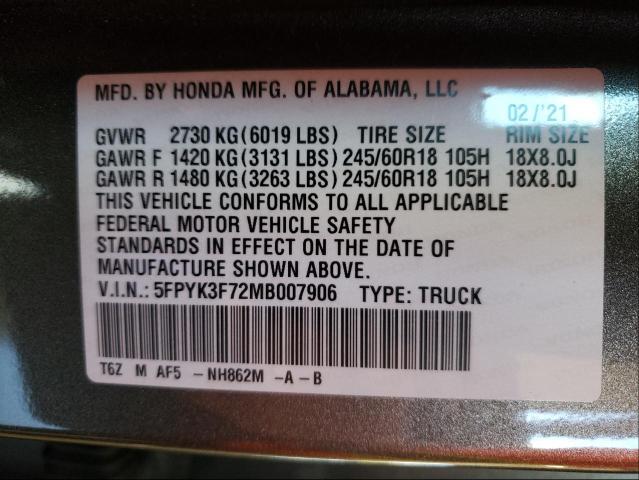 MFD. BY HONDA MFG. OF ALABAMA, LLC
02/'21
GVWR 2730 KG(6019 LBS) TIRE SIZE RIM SIZE
GAWR F 1420 KG(3131 LBS) 245/60R18 105H 18X8.0J
GAWR R 1480 KG(3263 LBS) 245/60R18 105H 18X8.0J
THIS VEHICLE CONFORMS TO ALL APPLICABLE
FEDERAL MOTOR VEHICLE SAFETY
STANDARDS IN EFFECT ON THE DATE OF
MANUFACTURE SHOWN ABOVE.
V.I.N.: 5FPYK3F72MB007906 TYPE: TRUCK
T6Z M AF5 -NH862M -A-B